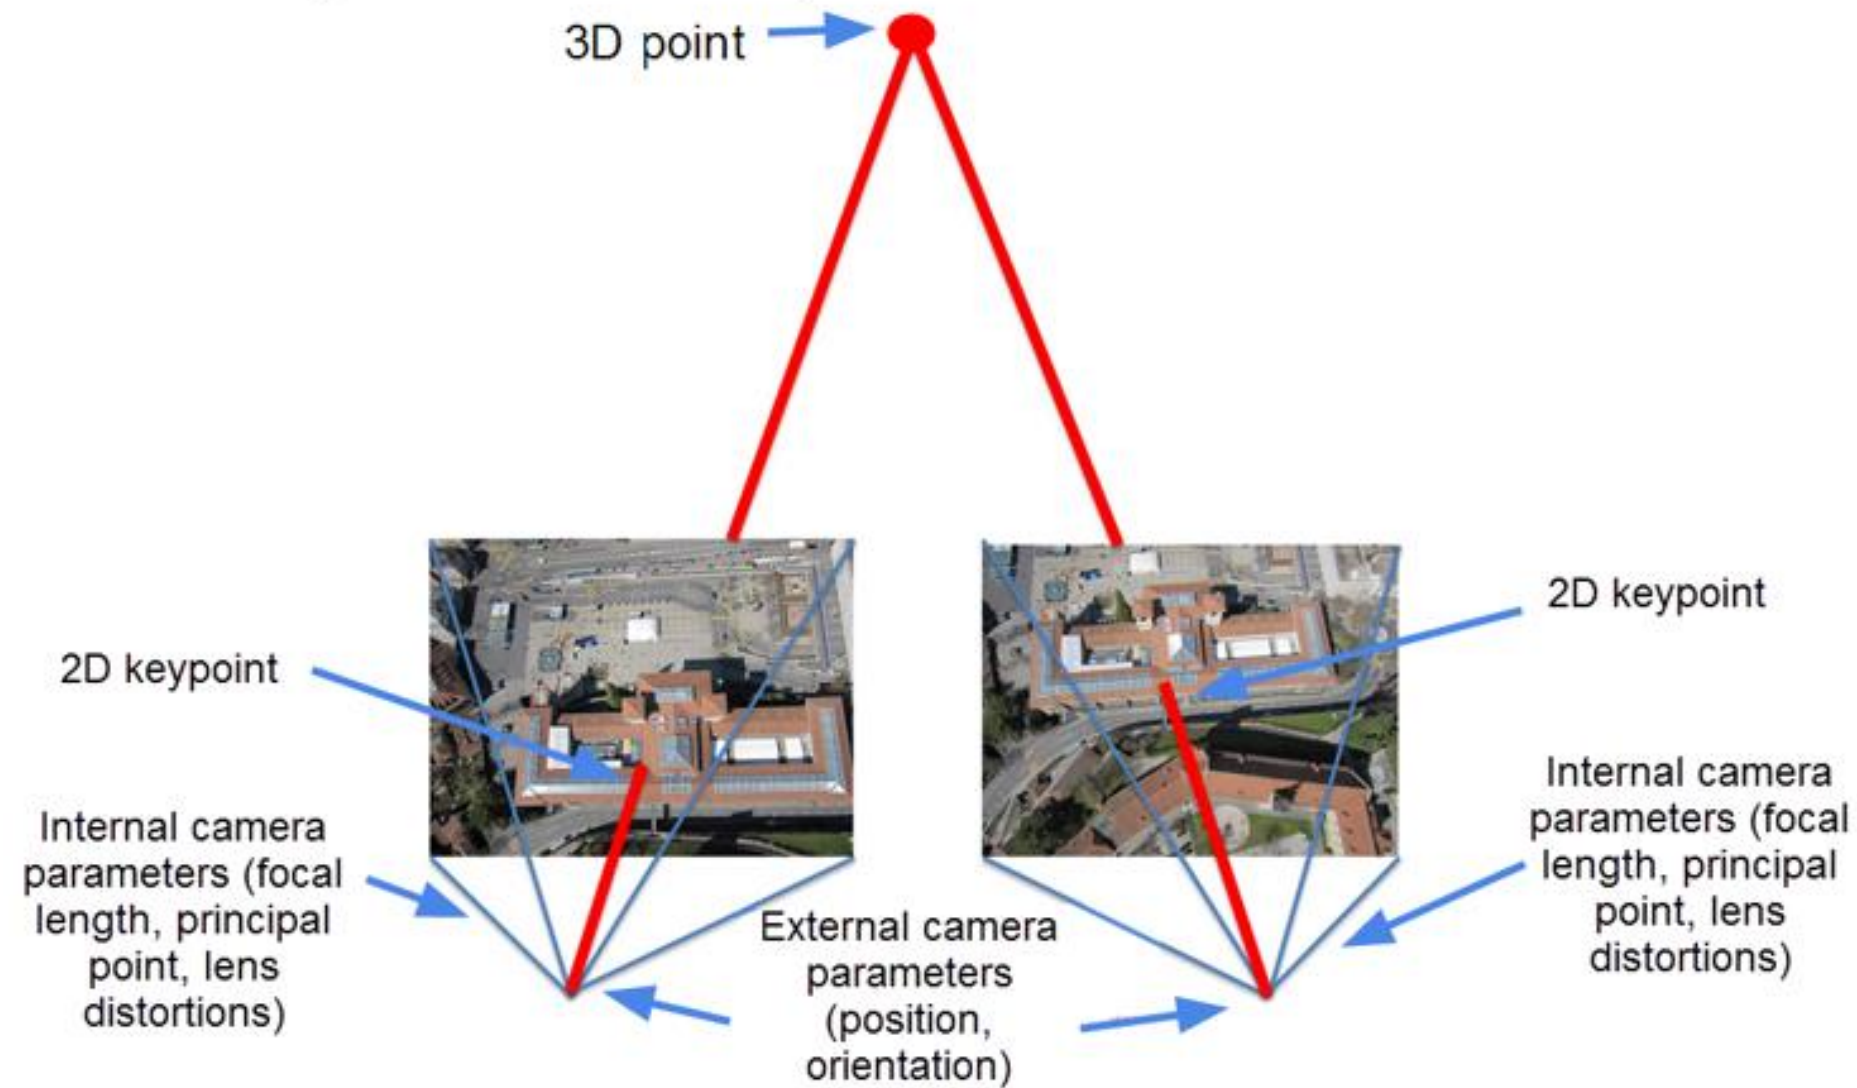 3D point
2D keypoint
2D keypoint
Internal camera
parameters (focal
length, principal
point, lens
distortions)
External camera
parameters
(position,
orientation)
Internal camera
parameters (focal
length, principal
point, lens
distortions)